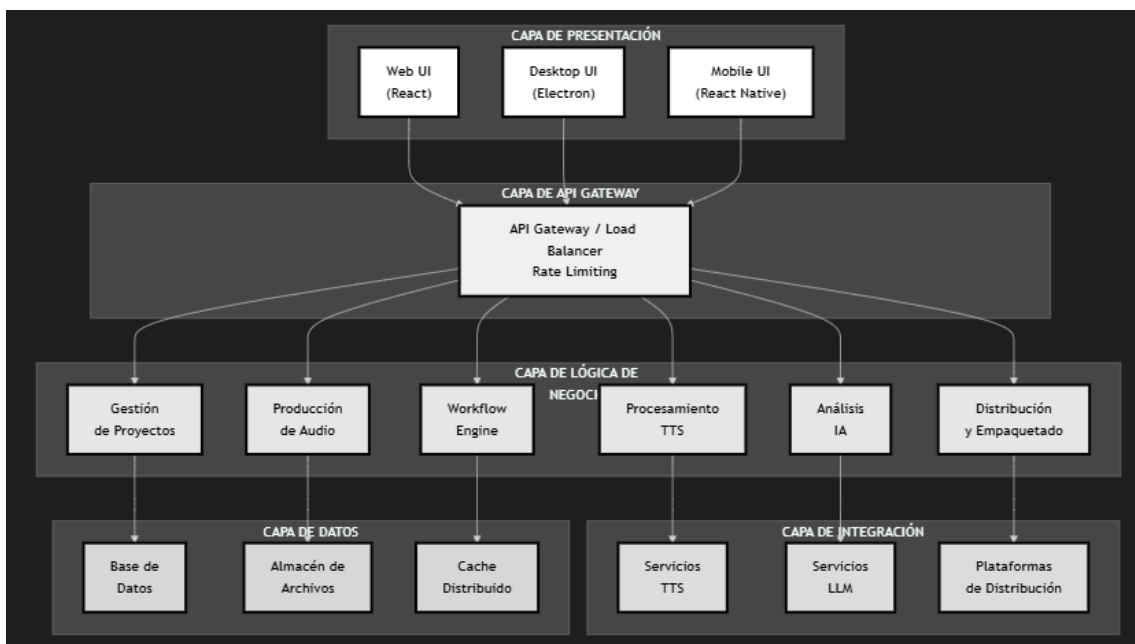 CAPA DE PRESENTACIÓN
Web UI
(React)
Desktop UI
(Electron)
Mobile UI
(React Native)
CAPA DE API GATEWAY
API Gateway / Load
Balancer
Rate Limiting
CAPA DE LÓGICA DE
NEGOCI
Gestión
de Proyectos
Producción
de Audio
Workflow
Engine
Procesamiento
TTS
Análisis
IA
Distribución
y Empaquetado
CAPA DE DATOS
Base de
Datos
Almacén de
Archivos
Cache
Distribuido
CAPA DE INTEGRACIÓN
Servicios
TTS
Servicios
LLM
Plataformas
de Distribución